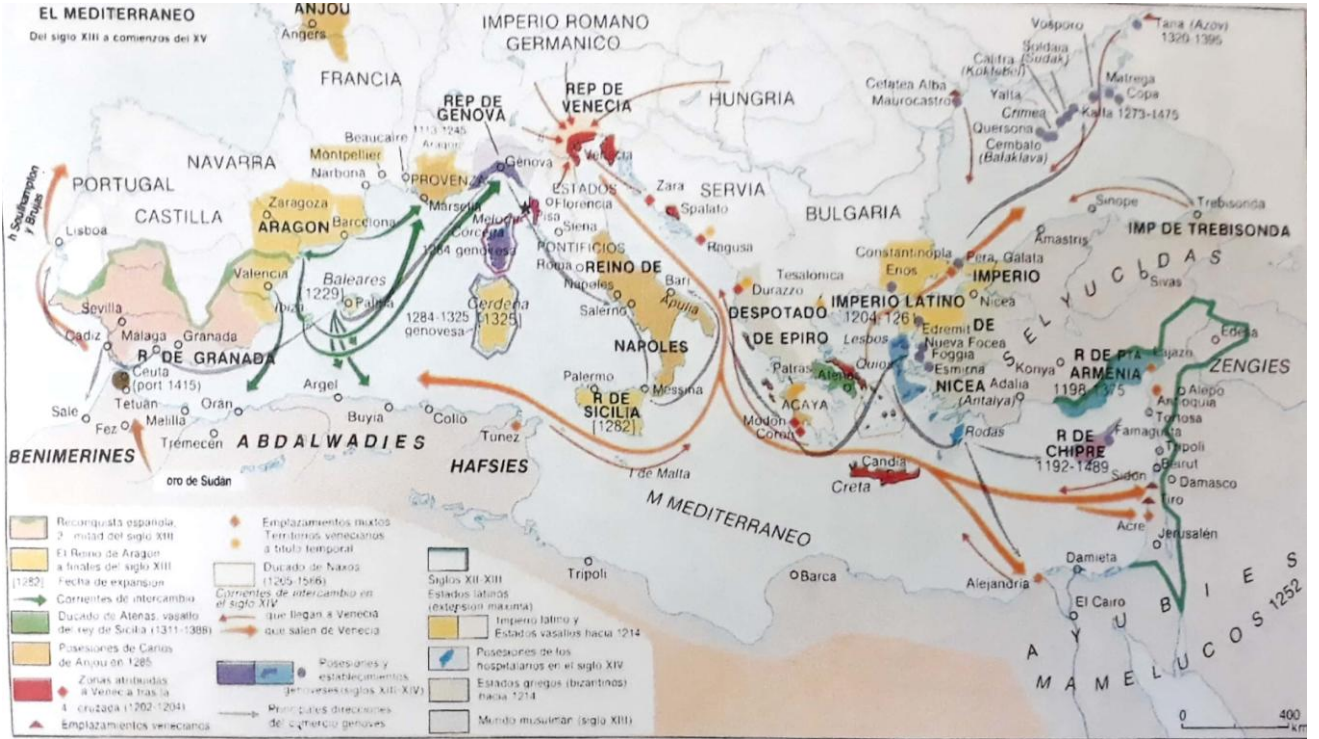 EL MEDITERRANEO
Del siglo XIII a comienzos del XV
ANJOU
Angers
IMPERIO ROMANO
GERMANICO
FRANCIA
HUNGRIA
REP DE
GENOVA
REP DE
VENECIA
Vosporo
Tana (Azov)
1320-1395
Soldaia
(Sudak)
Calitra
(Koktebel)
Cetatea Alba
Maurocastro
Yalta
Matrega
Copa
Crimea
Kaffa 1273-1475
Quersona
Cembalo
(Balaklava)
Beaucaire
1113-1245
Aragon
Montpellier
Narbona
PROVENZA
Marsella
Génova
Venecia
NAVARRA
PORTUGAL
CASTILLA
Southampton
y Brujas
Lisboa
Zaragoza
ARAGON
Barcelona
Valencia
Ibiza
Baleares
[1229]
Palma
Meloria
Pisa
Corcega
1284 genovesa
Cerdeña
[1325]
1284-1325
genovesa
ESTADOS
Florencia
Siena
PONTIFICIOS
Roma
REINO DE
Napoles
Salerno
NAPOLES
Bari
Apulia
Zara
Spalato
Ragusa
SERVIA
BULGARIA
Sinope
Trebisonda
IMP DE TREBISONDA
Amastris
Constantinopla
Pera, Galata
Enos
IMPERIO
Nicea
DE
NICEA
SELYUCIDAS
Sivas
Tesalonica
Durazzo
IMPERIO LATINO
1204-1261
DESPOTADO
DE EPIRO
Edremit
Nueva Focea
Foggia
Esmirna
Lesbos
Quios
Adalia
(Antalya)
Konya
R DE PTA
ARMENIA
1198-1375
Lajazo
Edesa
ZENGIES
Alepo
Antioquia
Tortosa
Tripoli
Beirut
Damasco
Sidon
Tiro
Acre
Jerusalén
Famagusta
R DE
CHIPRE
1192-1489
Rodas
Patras
Atenas
ACAYA
Modon
Coron
Candia
Creta
Sevilla
Cadiz
Málaga
Granada
R DE GRANADA
Ceuta
(port 1415)
Tetuán
Melilla
Orán
Sale
Fez
Tremecen
Argel
Buyia
Collo
Tunez
ABDALWADIES
BENIMERINES
HAFSIES
oro de Sudán
Palermo
Messina
R DE
SICILIA
[1282]
I de Malta
M MEDITERRANEO
Tripoli
Barca
Alejandria
Damieta
El Cairo
AYUBIES
MAMELUCOS 1252
Reconquista española,
2 mitad del siglo XIII
El Reino de Aragon
a finales del siglo XIII
[1282] Fecha de expansion
Corrientes de intercambio
Ducado de Atenas, vasallo
del rey de Sicilia (1311-1388)
Posesiones de Carlos
de Anjou en 1285
Zonas atribuidas
a Venecia tras la
4 cruzada (1202-1204)
Emplazamientos venecianos
Emplazamientos mixtos
Territorios venecianos
a titulo temporal
Ducado de Naxos
(1205-1566)
Corrientes de intercambio en
el siglo XIV
que llegan a Venecia
que salen de Venecia
Posesiones y
establecimientos
genoveses (siglos XIII-XIV)
Principales direcciones
del comercio genoves
Siglos XII-XIII
Estados latinos
(extension maxima)
Imperio latino y
Estados vasallos hacia 1214
Posesiones de los
hospitalarios en el siglo XIV
Estados griegos (bizantinos)
hacia 1214
Mundo musulman (siglo XIII)
0 400
km